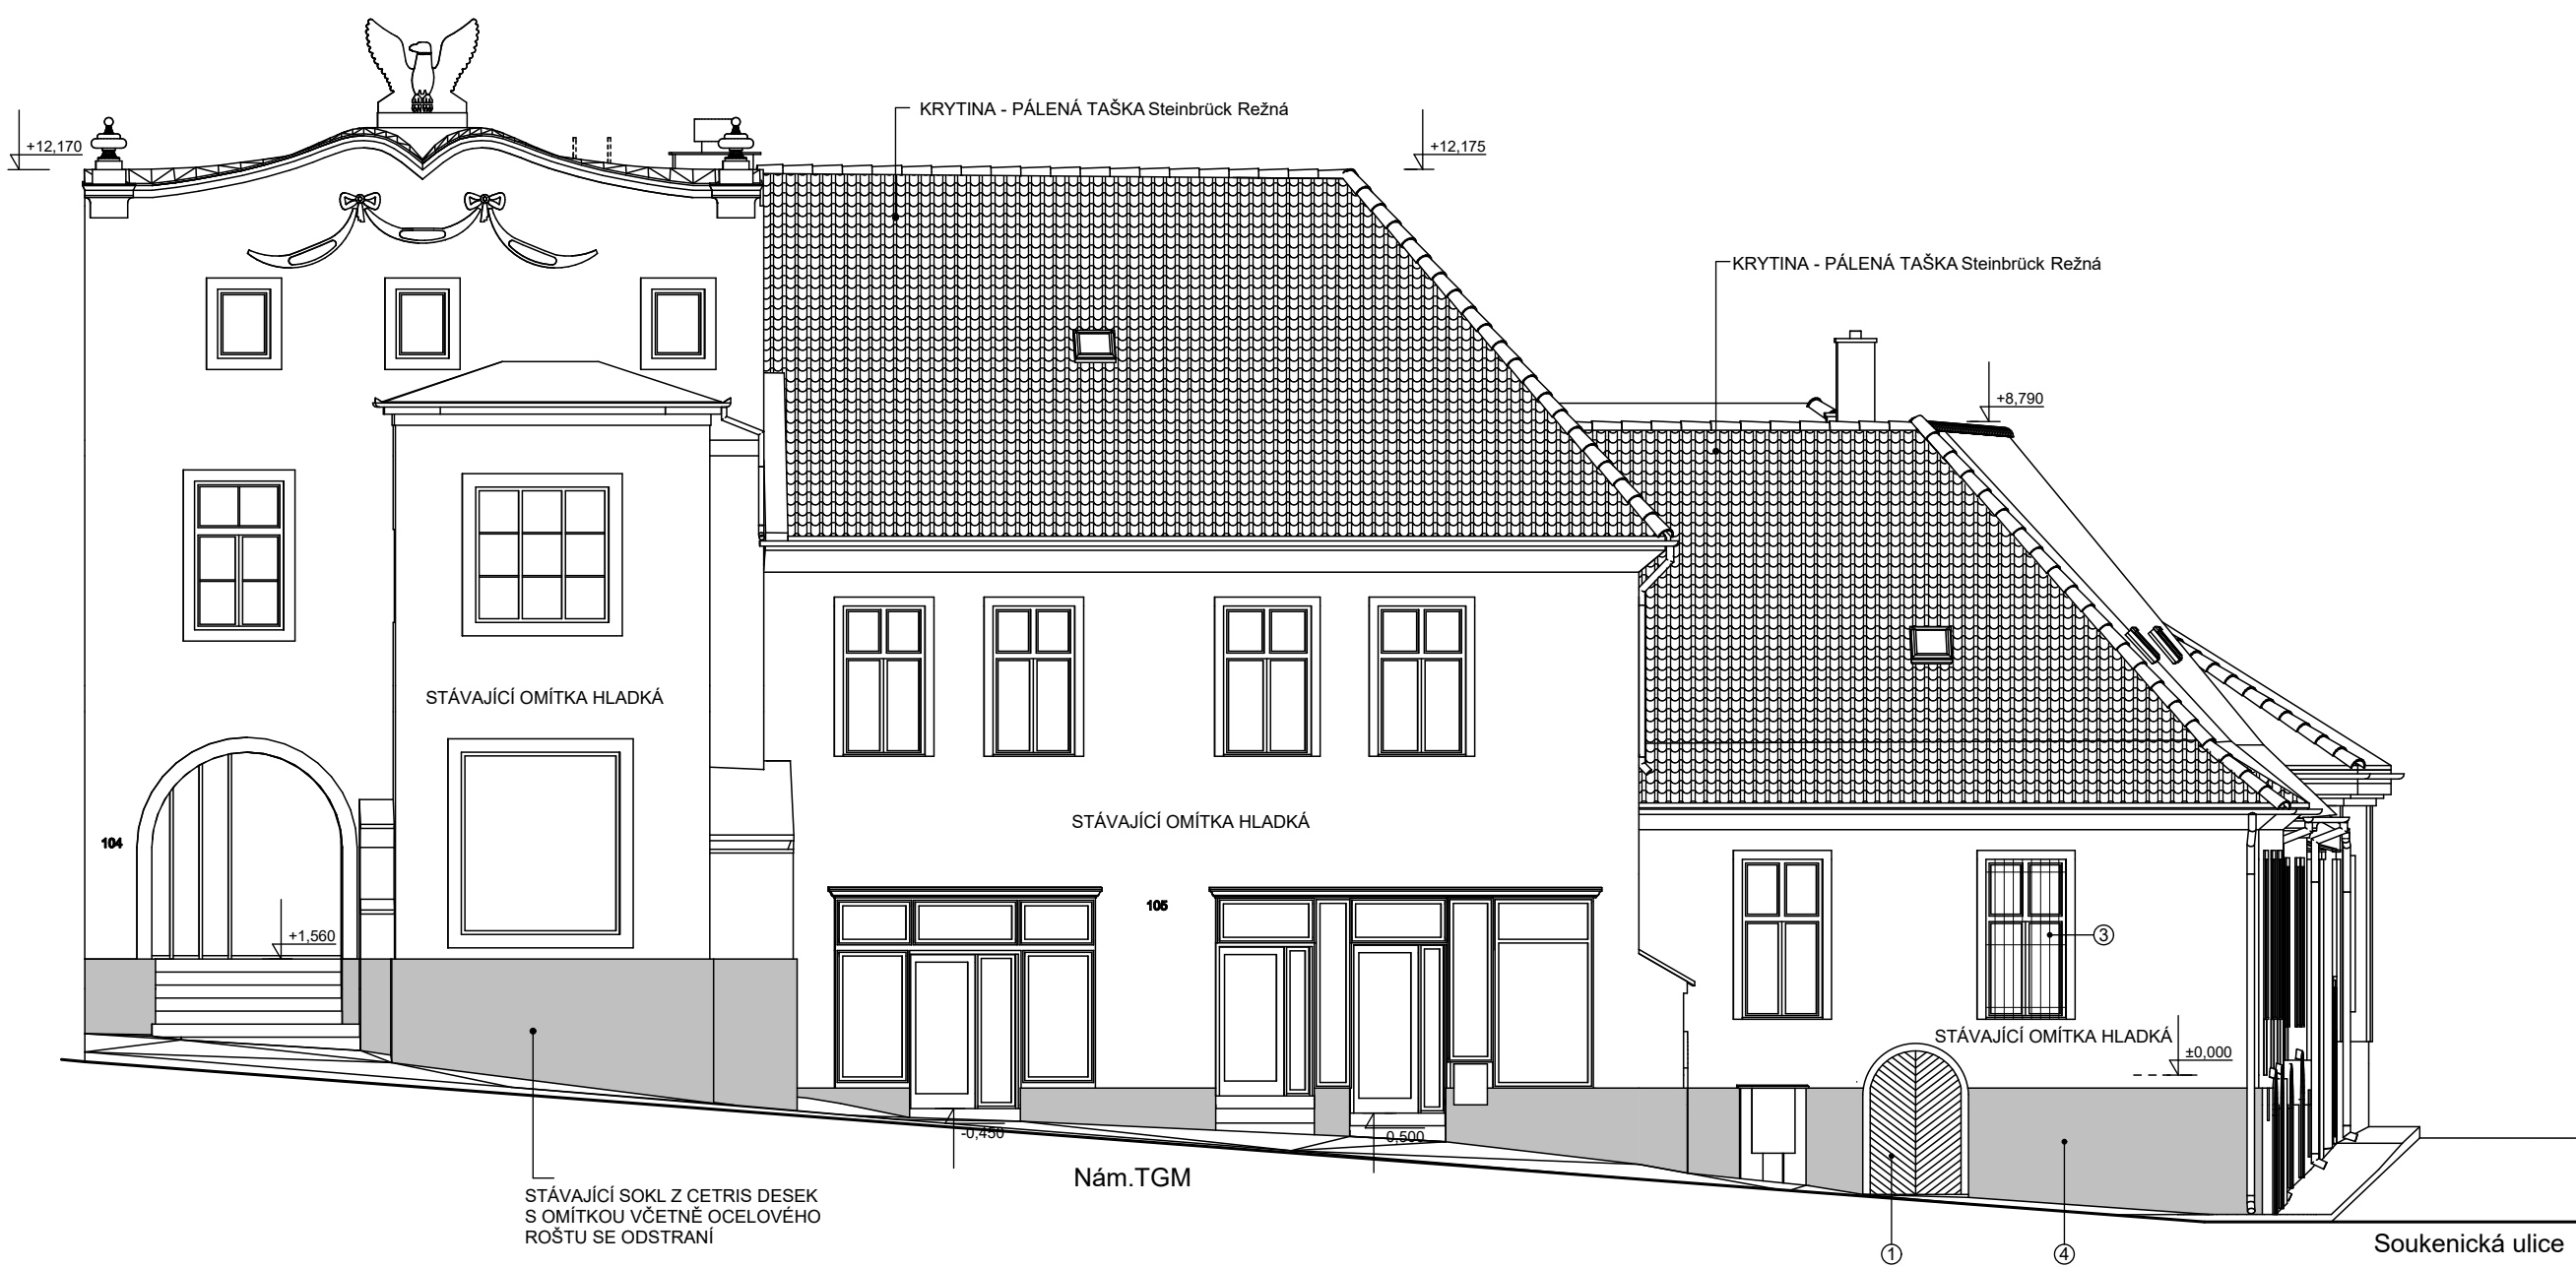 KRYTINA - PÁLENÁ TAŠKA Steinbrück Režná
+12,170
+12,175
KRYTINA - PÁLENÁ TAŠKA Steinbrück Režná
+8,790
STÁVAJÍCÍ OMÍTKA HLADKÁ
STÁVAJÍCÍ OMÍTKA HLADKÁ
104
105
+1,560
3
STÁVAJÍCÍ OMÍTKA HLADKÁ
±0,000
-0,450
0,500
Nám.TGM
STÁVAJÍCÍ SOKL Z CETRIS DESEK
S OMÍTKOU VČETNĚ OCELOVÉHO
ROŠTU SE ODSTRANÍ
1
4
Soukenická ulice